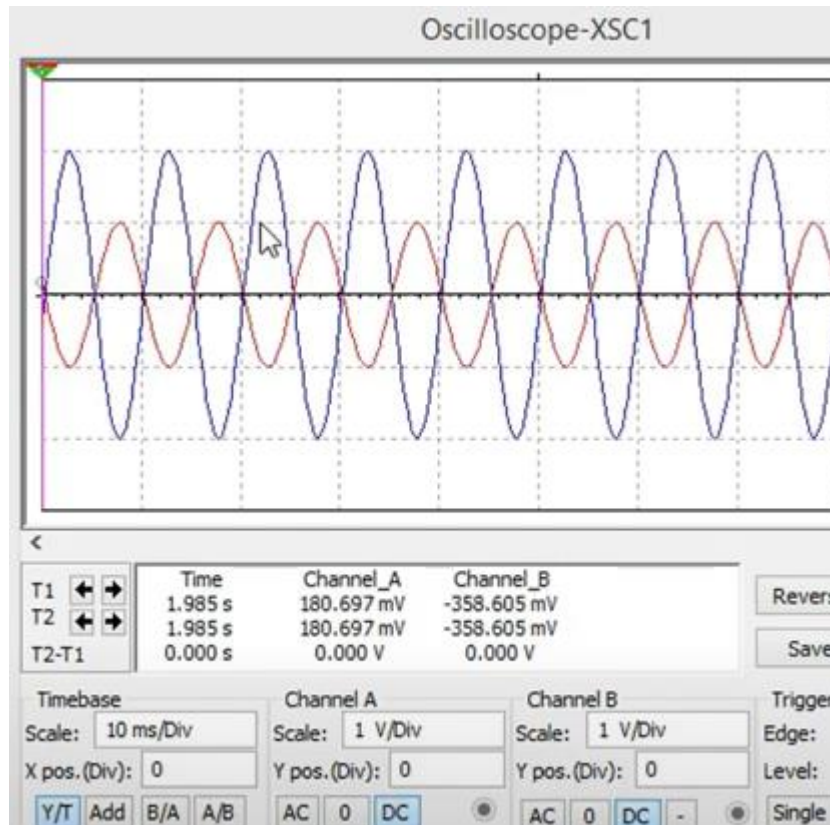 Oscilloscope-XSC1
<
T1
T2
T2-T1
Time Channel_A Channel_B
1.985 s 180.697 mV -358.605 mV
1.985 s 180.697 mV -358.605 mV
0.000 s 0.000 V 0.000 V
Revers
Save
Timebase
Scale: 10 ms/Div
X pos.(Div): 0
Y/T Add B/A A/B
Channel A
Scale: 1 V/Div
Y pos.(Div): 0
AC 0 DC
Channel B
Scale: 1 V/Div
Y pos.(Div): 0
AC 0 DC -
Trigger
Edge:
Level:
Single